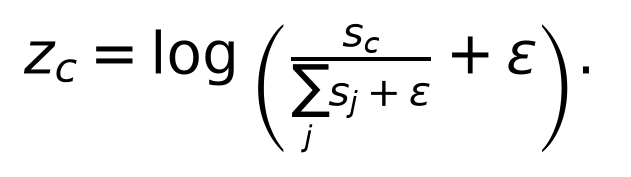 z_c = log ( s_c / (∑_j s_j + ε) + ε ).